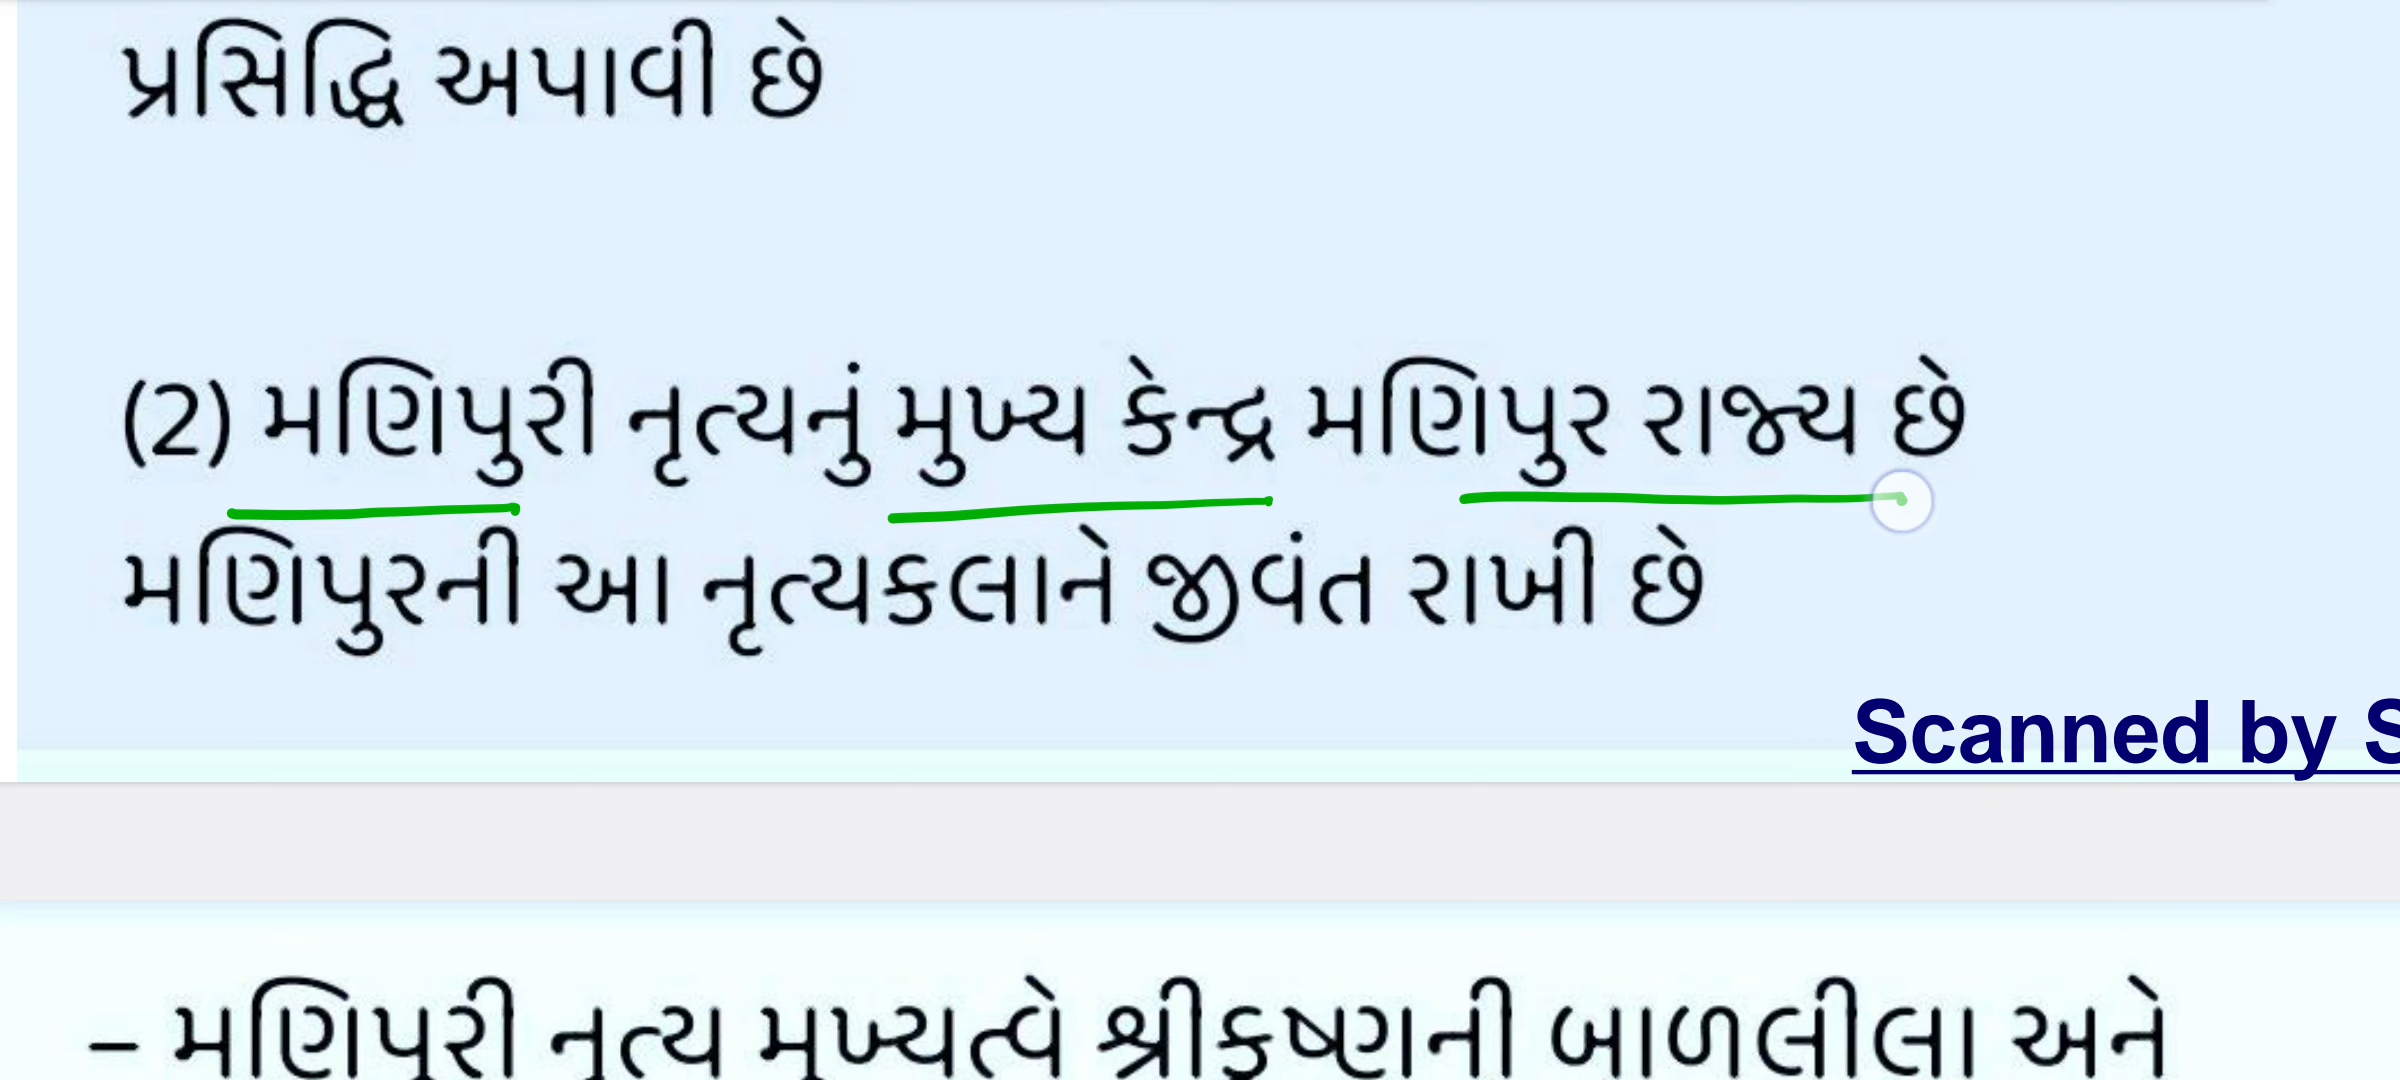 પ્રસિદ્ધિ અપાવી છે
(2) મણિપુરી નૃત્યનું મુખ્ય કેન્દ્ર મણિપુર રાજ્ય છે
મણિપુરની આ નૃત્યકલાને જીવંત રાખી છે
Scanned by S
– મણિપુરી નૃત્ય મુખ્યત્વે શ્રીકૃષ્ણની બાળલીલા અને